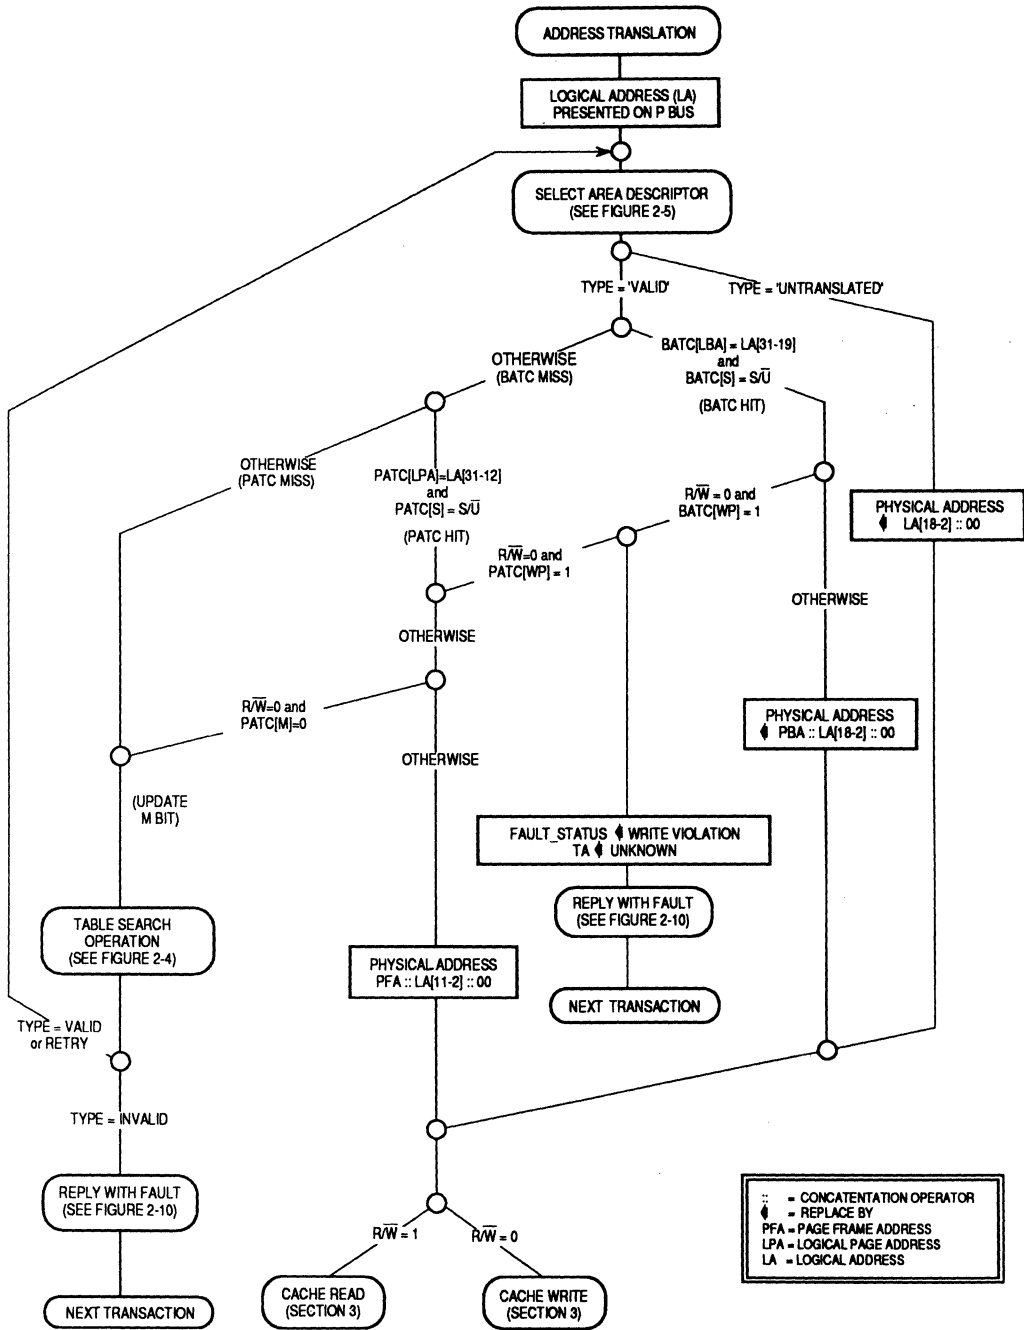 ADDRESS TRANSLATION
LOGICAL ADDRESS (LA)
PRESENTED ON P BUS
SELECT AREA DESCRIPTOR
(SEE FIGURE 2-5)
TYPE = 'VALID'
TYPE = 'UNTRANSLATED'
OTHERWISE
(BATC MISS)
BATC[LBA] = LA[31-19]
and
BATC[S] = S/U̅
(BATC HIT)
OTHERWISE
(PATC MISS)
PATC[LPA]=LA[31-12]
and
PATC[S] = S/U̅
(PATC HIT)
R/W̅ = 0 and
BATC[WP] = 1
PHYSICAL ADDRESS
LA[18-2] :: 00
R/W̅=0 and
PATC[WP] = 1
OTHERWISE
OTHERWISE
R/W̅=0 and
PATC[M]=0
PHYSICAL ADDRESS
PBA :: LA[18-2] :: 00
OTHERWISE
(UPDATE
M BIT)
FAULT_STATUS WRITE VIOLATION
TA UNKNOWN
TABLE SEARCH
OPERATION
(SEE FIGURE 2-4)
REPLY WITH FAULT
(SEE FIGURE 2-10)
PHYSICAL ADDRESS
PFA :: LA[11-2] :: 00
NEXT TRANSACTION
TYPE = VALID
or RETRY
TYPE = INVALID
REPLY WITH FAULT
(SEE FIGURE 2-10)
NEXT TRANSACTION
R/W̅ = 1
R/W̅ = 0
CACHE READ
(SECTION 3)
CACHE WRITE
(SECTION 3)
:: = CONCATENTATION OPERATOR
= REPLACE BY
PFA = PAGE FRAME ADDRESS
LPA = LOGICAL PAGE ADDRESS
LA = LOGICAL ADDRESS